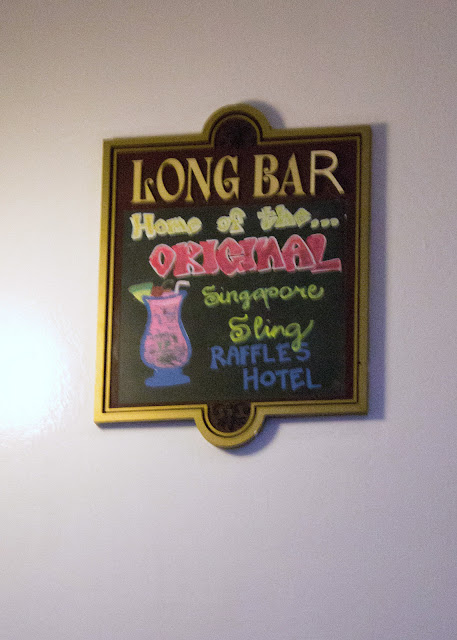 LONG BAR
Home of the...
ORIGINAL
Singapore
Sling
RAFFLES
HOTEL